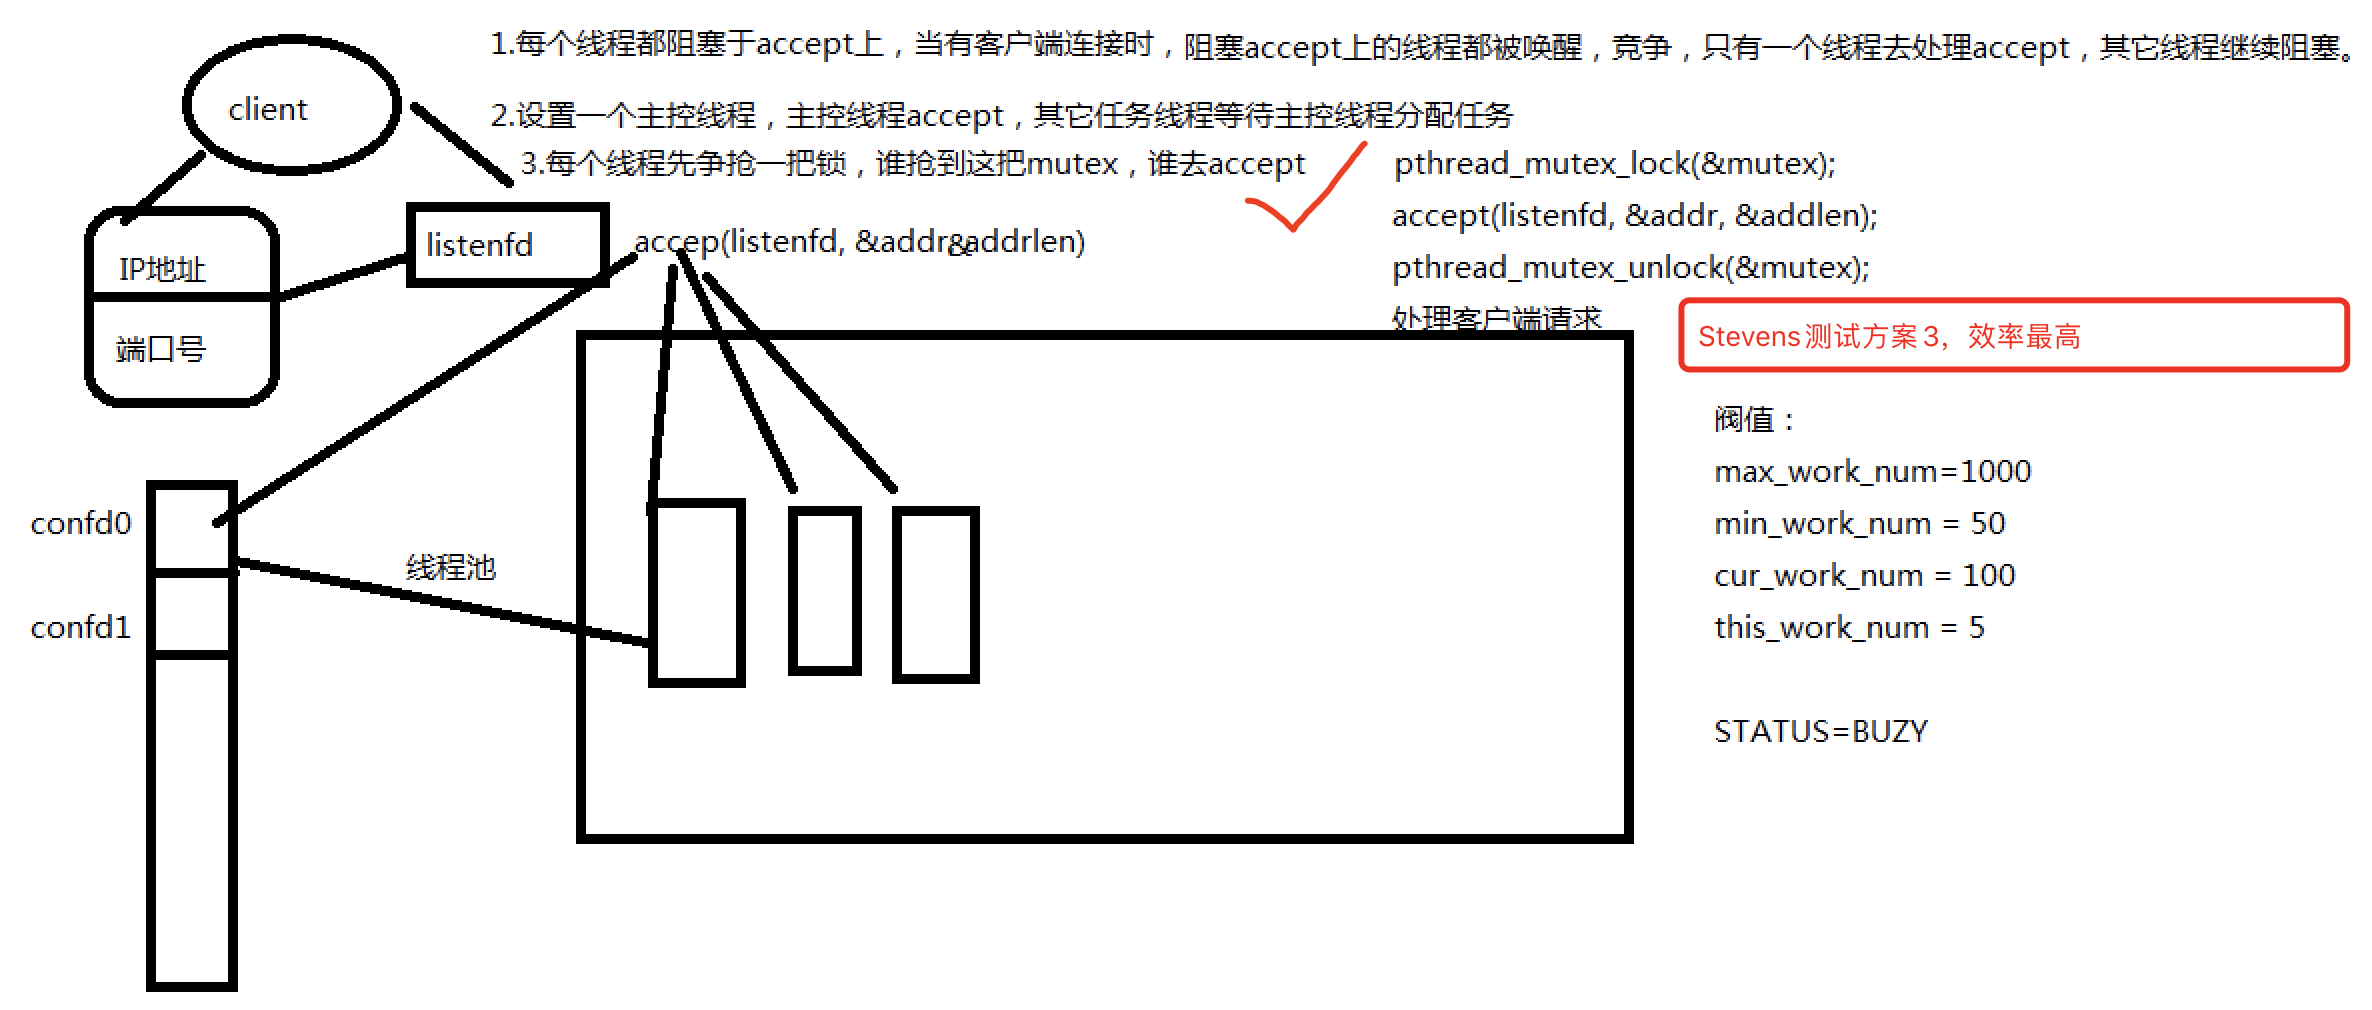 1.每个线程都阻塞于accept上，当有客户端连接时，阻塞accept上的线程都被唤醒，竞争，只有一个线程去处理accept，其它线程继续阻塞。
client
2.设置一个主控线程，主控线程accept，其它任务线程等待主控线程分配任务
3.每个线程先争抢一把锁，谁抢到这把mutex，谁去accept
pthread_mutex_lock(&mutex);
accept(listenfd, &addr, &addlen);
pthread_mutex_unlock(&mutex);
处理客户端请求
listenfd
accep(listenfd, &addr&addrlen)
IP地址
端口号
Stevens测试方案3，效率最高
阀值：
max_work_num=1000
min_work_num = 50
cur_work_num = 100
this_work_num = 5
STATUS=BUZY
confd0
线程池
confd1